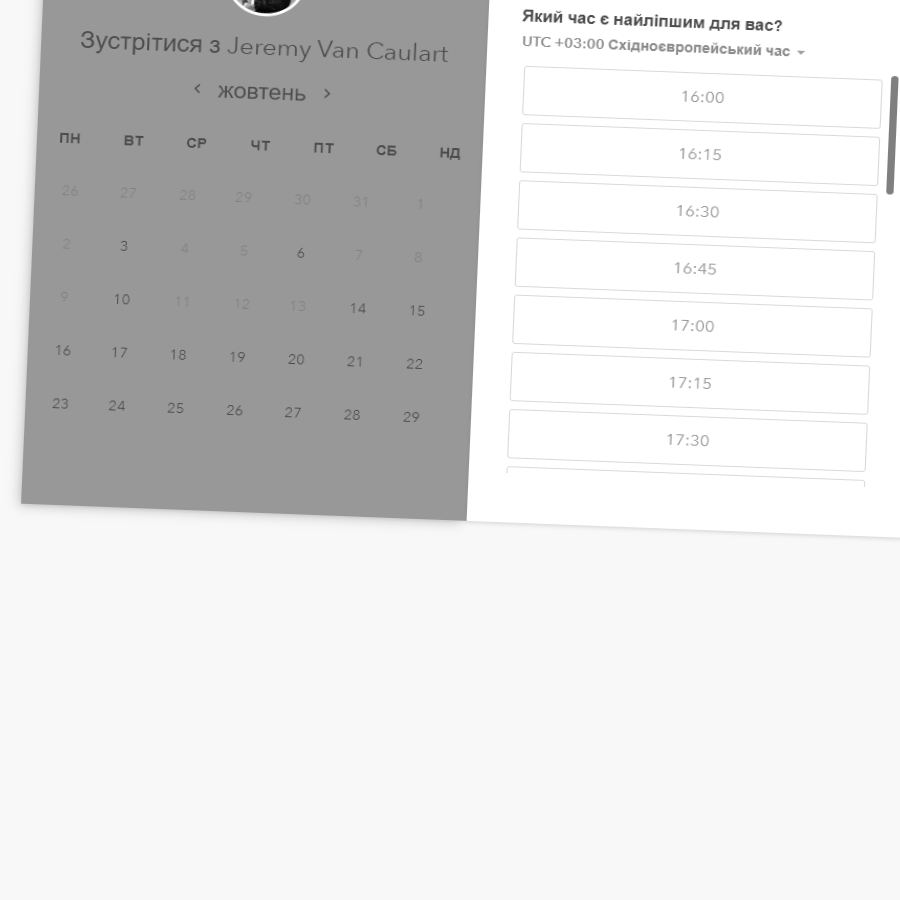 Зустрітися з Jeremy Van Caulart
жовтень
ПН ВТ СР ЧТ ПТ СБ НД
26 27 28 29 30 31 1
2 3 4 5 6 7 8
9 10 11 12 13 14 15
16 17 18 19 20 21 22
23 24 25 26 27 28 29
Який час є найліпшим для вас?
UTC +03:00 Східноєвропейський час
16:00
16:15
16:30
16:45
17:00
17:15
17:30